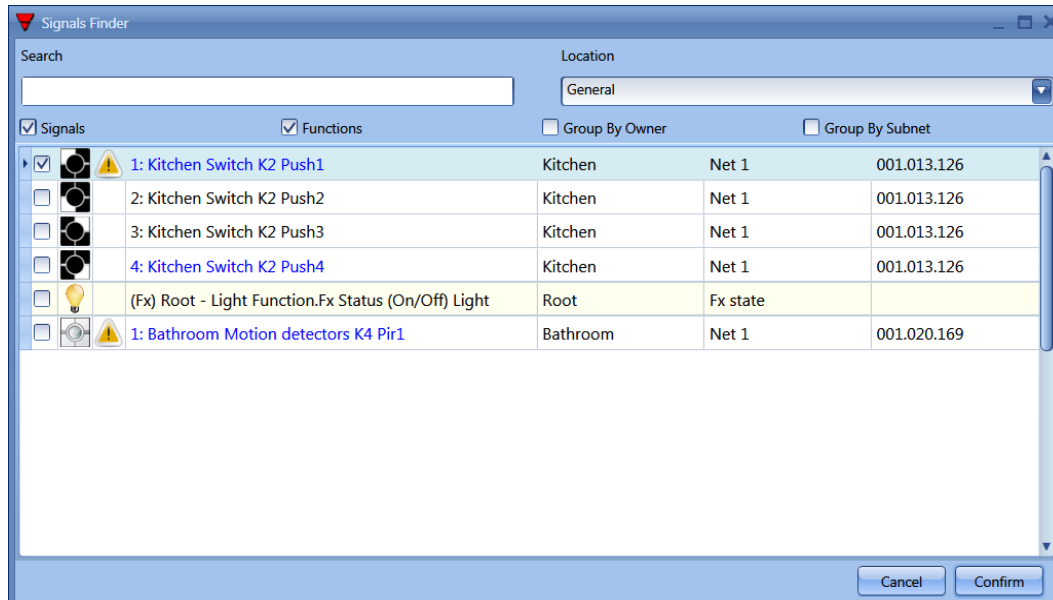 Signals Finder
Search Location
General
Signals Functions Group By Owner Group By Subnet
1: Kitchen Switch K2 Push1 Kitchen Net 1 001.013.126
2: Kitchen Switch K2 Push2 Kitchen Net 1 001.013.126
3: Kitchen Switch K2 Push3 Kitchen Net 1 001.013.126
4: Kitchen Switch K2 Push4 Kitchen Net 1 001.013.126
(Fx) Root - Light Function.Fx Status (On/Off) Light Root Fx state
1: Bathroom Motion detectors K4 Pir1 Bathroom Net 1 001.020.169
Cancel Confirm